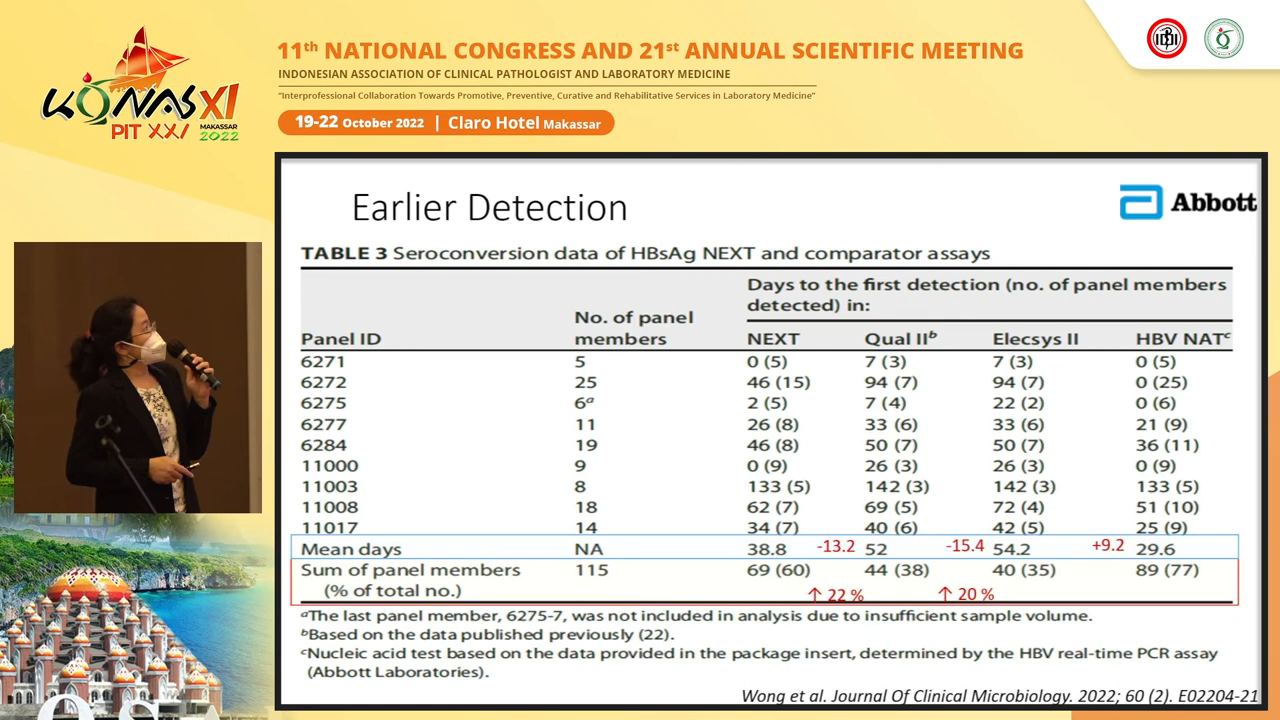 KONAS XI
PIT XXI
MAKASSAR
2022
11th NATIONAL CONGRESS AND 21st ANNUAL SCIENTIFIC MEETING
INDONESIAN ASSOCIATION OF CLINICAL PATHOLOGIST AND LABORATORY MEDICINE
"Interprofessional Collaboration Towards Promotive, Preventive, Curative and Rehabilitative Services in Laboratory Medicine"
19-22 October 2022 | Claro Hotel Makassar
Earlier Detection
Abbott
TABLE 3 Seroconversion data of HBsAg NEXT and comparator assays
Days to the first detection (no. of panel members
detected) in:
No. of panel
Panel ID members NEXT Qual IIb Elecsys II HBV NATc
6271 5 0 (5) 7 (3) 7 (3) 0 (5)
6272 25 46 (15) 94 (7) 94 (7) 0 (25)
6275 6a 2 (5) 7 (4) 22 (2) 0 (6)
6277 11 26 (8) 33 (6) 33 (6) 21 (9)
6284 19 46 (8) 50 (7) 50 (7) 36 (11)
11000 9 0 (9) 26 (3) 26 (3) 0 (9)
11003 8 133 (5) 142 (3) 142 (3) 133 (5)
11008 18 62 (7) 69 (5) 72 (4) 51 (10)
11017 14 34 (7) 40 (6) 42 (5) 25 (9)
Mean days NA 38.8 -13.2 52 -15.4 54.2 +9.2 29.6
Sum of panel members 115 69 (60) 44 (38) 40 (35) 89 (77)
(% of total no.) ↑ 22 % ↑ 20 %
aThe last panel member, 6275-7, was not included in analysis due to insufficient sample volume.
bBased on the data published previously (22).
cNucleic acid test based on the data provided in the package insert, determined by the HBV real-time PCR assay
(Abbott Laboratories).
Wong et al. Journal Of Clinical Microbiology. 2022; 60 (2). E02204-21